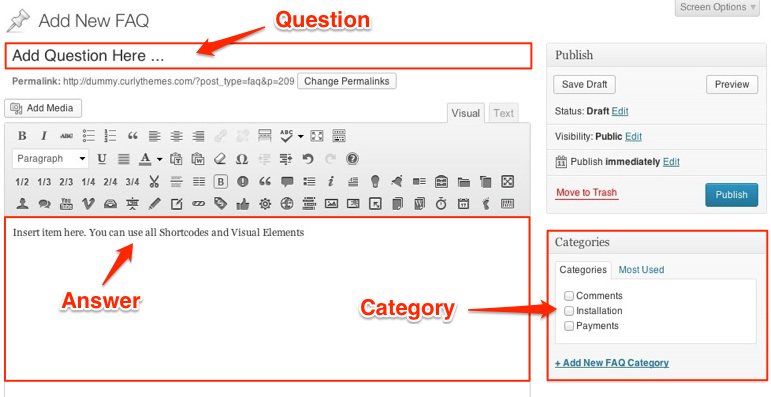 Screen Options
Add New FAQ
Question
Add Question Here ...
Permalink: http://dummy.curlythemes.com/?post_type=faq&p=209 Change Permalinks
Add Media
Visual Text
B I ABC ABC
Paragraph U A Ω
1/2 1/3 2/3 1/4 2/4 3/4 B
Insert item here. You can use all Shortcodes and Visual Elements
Answer
Publish
Save Draft Preview
Status: Draft Edit
Visibility: Public Edit
Publish immediately Edit
Move to Trash Publish
Categories
Categories Most Used
Category
Comments
Installation
Payments
+ Add New FAQ Category